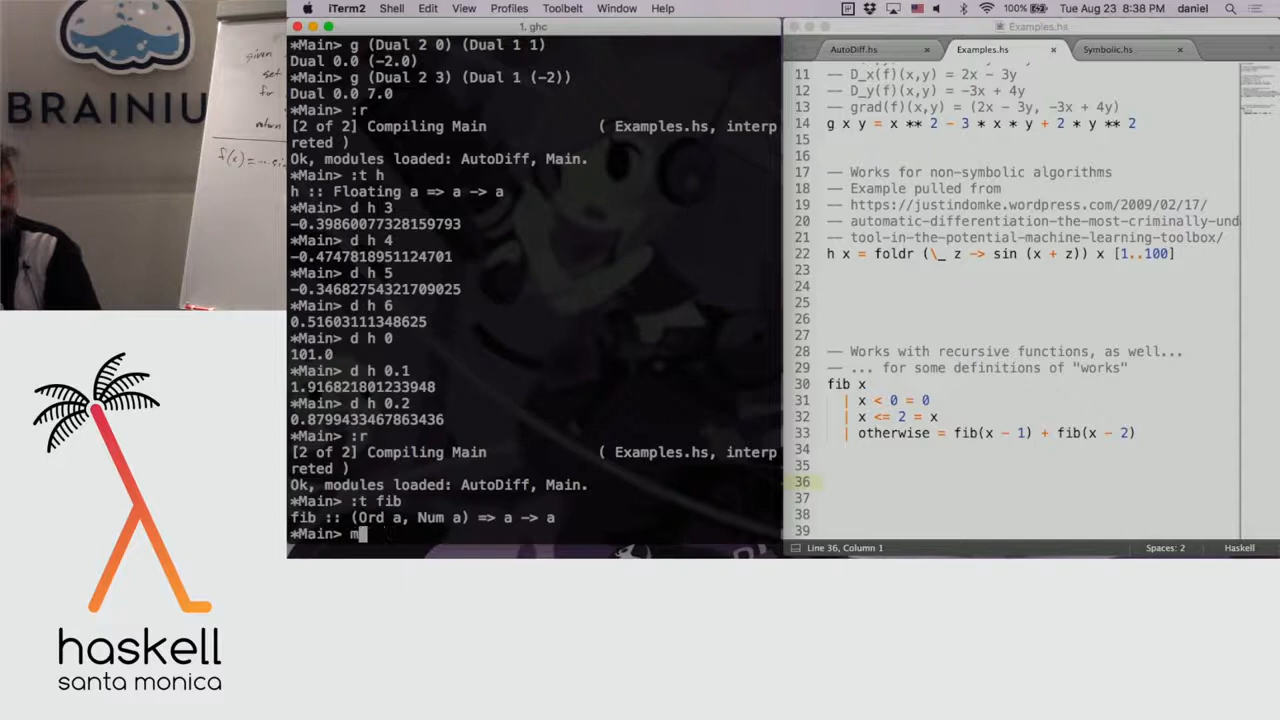 iTerm2 Shell Edit View Profiles Toolbelt Window Help 100% Tue Aug 23 8:38 PM daniel
BRAINIU
given
set
for
return
f(x)=
1. ghc
*Main> g (Dual 2 0) (Dual 1 1)
Dual 0.0 (-2.0)
*Main> g (Dual 2 3) (Dual 1 (-2))
Dual 0.0 7.0
*Main> :r
[2 of 2] Compiling Main ( Examples.hs, interp
reted )
Ok, modules loaded: AutoDiff, Main.
*Main> :t h
h :: Floating a => a -> a
*Main> d h 3
-0.39860077328159793
*Main> d h 4
-0.4747818951124701
*Main> d h 5
-0.34682754321709025
*Main> d h 6
0.51603111348625
*Main> d h 0
101.0
*Main> d h 0.1
1.916821801233948
*Main> d h 0.2
0.8799433467863436
*Main> :r
[2 of 2] Compiling Main ( Examples.hs, interp
reted )
Ok, modules loaded: AutoDiff, Main.
*Main> :t fib
fib :: (Ord a, Num a) => a -> a
*Main> m
Examples.hs
AutoDiff.hs × Examples.hs × Symbolic.hs ×
11 -- D_x(f)(x,y) = 2x - 3y
12 -- D_y(f)(x,y) = -3x + 4y
13 -- grad(f)(x,y) = (2x - 3y, -3x + 4y)
14 g x y = x ** 2 - 3 * x * y + 2 * y ** 2
15
16
17 -- Works for non-symbolic algorithms
18 -- Example pulled from
19 -- https://justindomke.wordpress.com/2009/02/17/
20 -- automatic-differentiation-the-most-criminally-und
21 -- tool-in-the-potential-machine-learning-toolbox/
22 h x = foldr (\_ z -> sin (x + z)) x [1..100]
23
24
25
26
27
28 -- Works with recursive functions, as well...
29 -- ... for some definitions of "works"
30 fib x
31 | x < 0 = 0
32 | x <= 2 = x
33 | otherwise = fib(x - 1) + fib(x - 2)
34
35
36
37
38
39
Line 36, Column 1 Spaces: 2 Haskell
haskell
santa monica